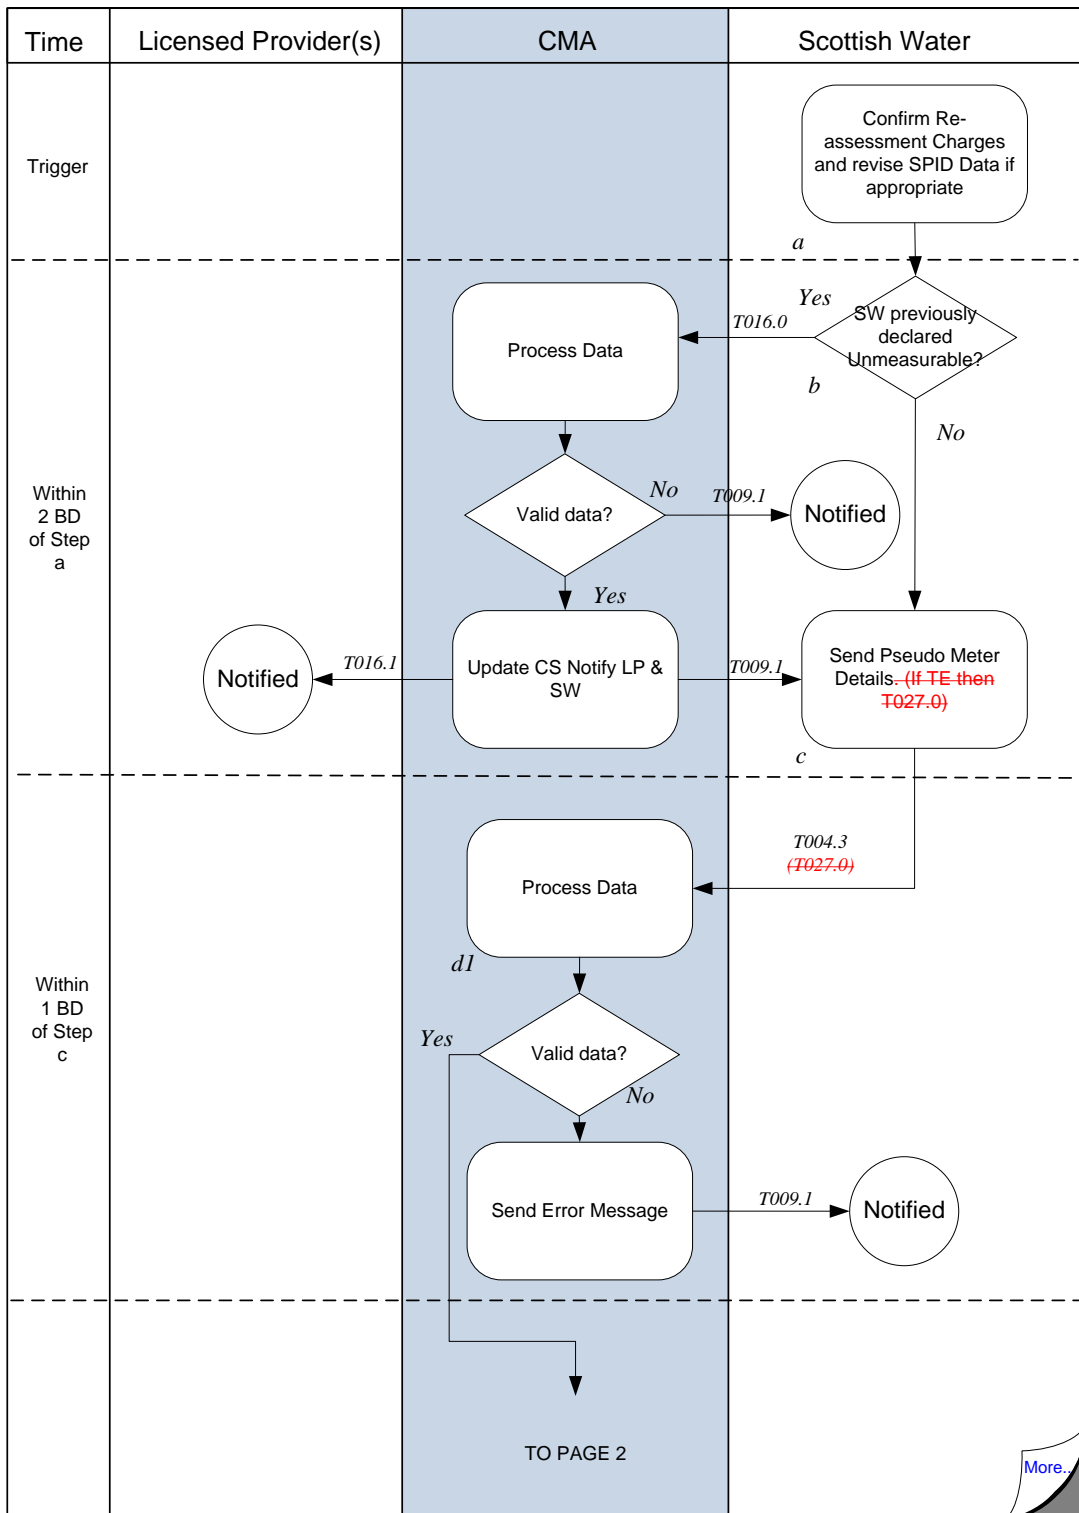 Time
Licensed Provider(s)
CMA
Scottish Water
Trigger
Confirm Re-
assessment Charges
and revise SPID Data if
appropriate
a
Yes
T016.0
SW previously
declared
Unmeasurable?
b
No
Process Data
Within
2 BD
of Step
a
Valid data?
No
T009.1
Notified
Yes
Notified
T016.1
Update CS Notify LP &
SW
T009.1
Send Pseudo Meter
Details. (If TE then
T027.0)
c
T004.3
(T027.0)
Process Data
d1
Within
1 BD
of Step
c
Yes
Valid data?
No
Send Error Message
T009.1
Notified
TO PAGE 2
More..